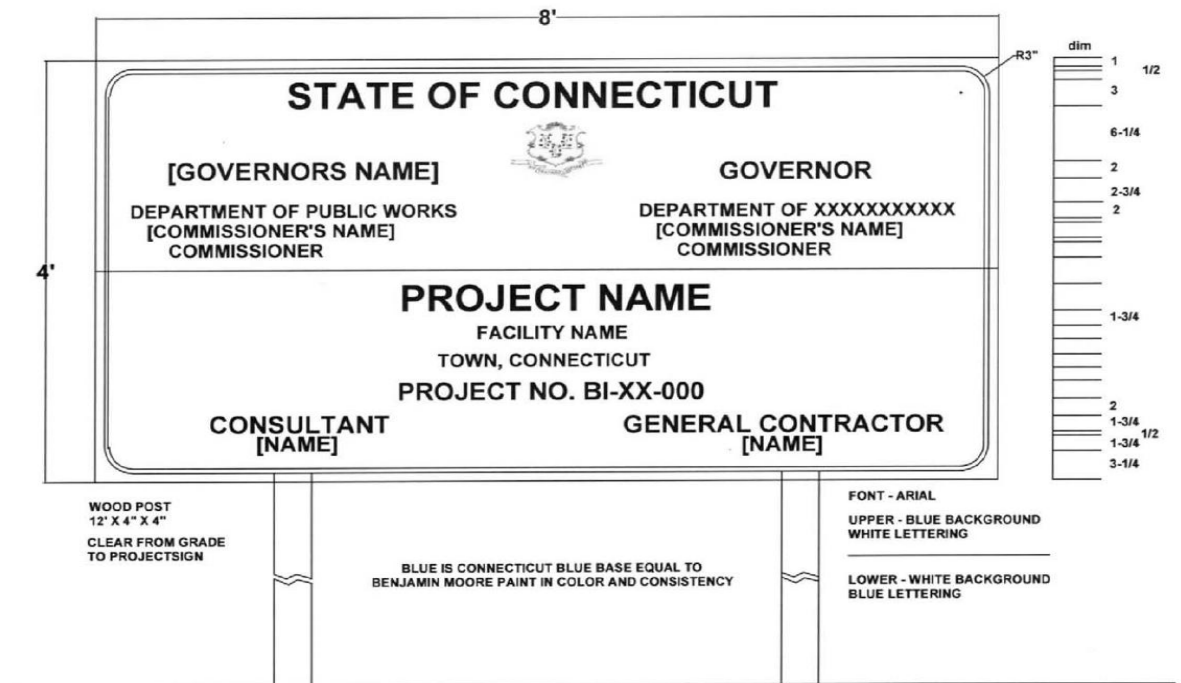 8'
R3"
dim
1
1/2
STATE OF CONNECTICUT
3
6-1/4
[GOVERNORS NAME]
GOVERNOR
2
2-3/4
DEPARTMENT OF PUBLIC WORKS
DEPARTMENT OF XXXXXXXXXXX
2
[COMMISSIONER'S NAME]
[COMMISSIONER'S NAME]
COMMISSIONER
COMMISSIONER
4'
PROJECT NAME
1-3/4
FACILITY NAME
TOWN, CONNECTICUT
PROJECT NO. BI-XX-000
2
CONSULTANT
GENERAL CONTRACTOR
1-3/4
1/2
[NAME]
[NAME]
1-3/4
3-1/4
WOOD POST
12' X 4" X 4"
CLEAR FROM GRADE
TO PROJECTSIGN
FONT - ARIAL
UPPER - BLUE BACKGROUND
WHITE LETTERING
BLUE IS CONNECTICUT BLUE BASE EQUAL TO
BENJAMIN MOORE PAINT IN COLOR AND CONSISTENCY
LOWER - WHITE BACKGROUND
BLUE LETTERING